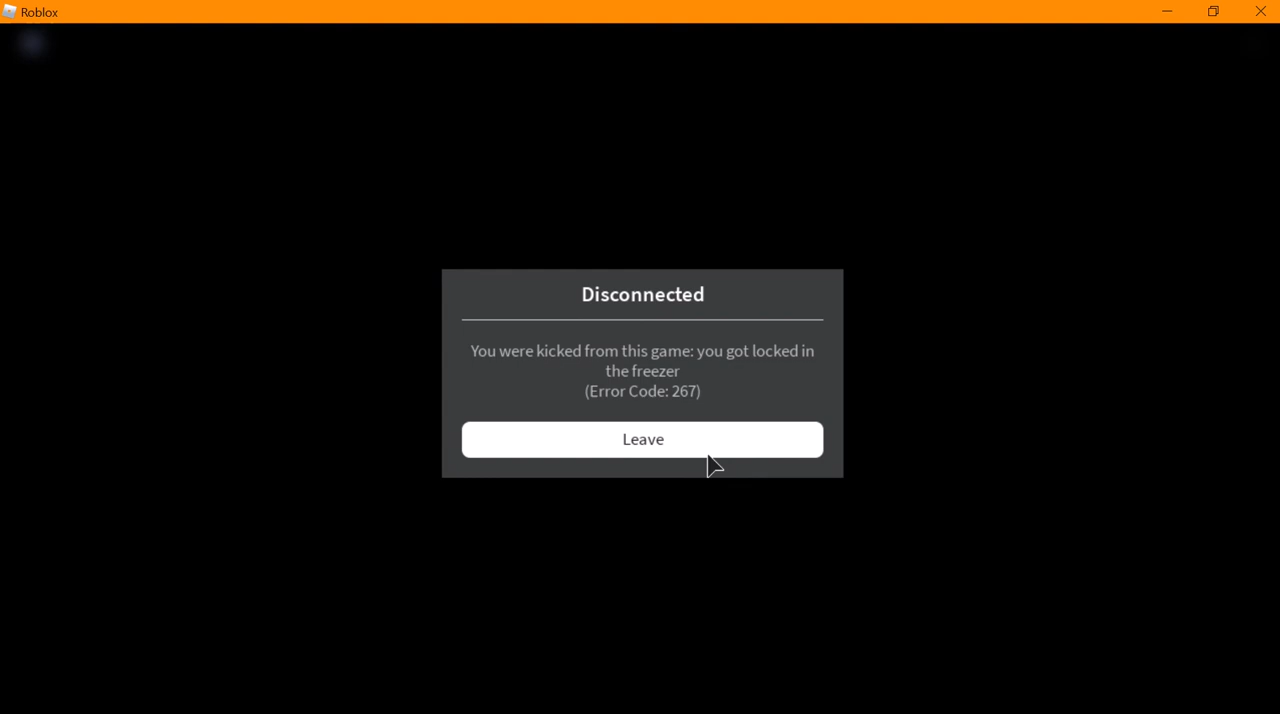 Roblox
Disconnected
You were kicked from this game: you got locked in
the freezer
(Error Code: 267)
Leave